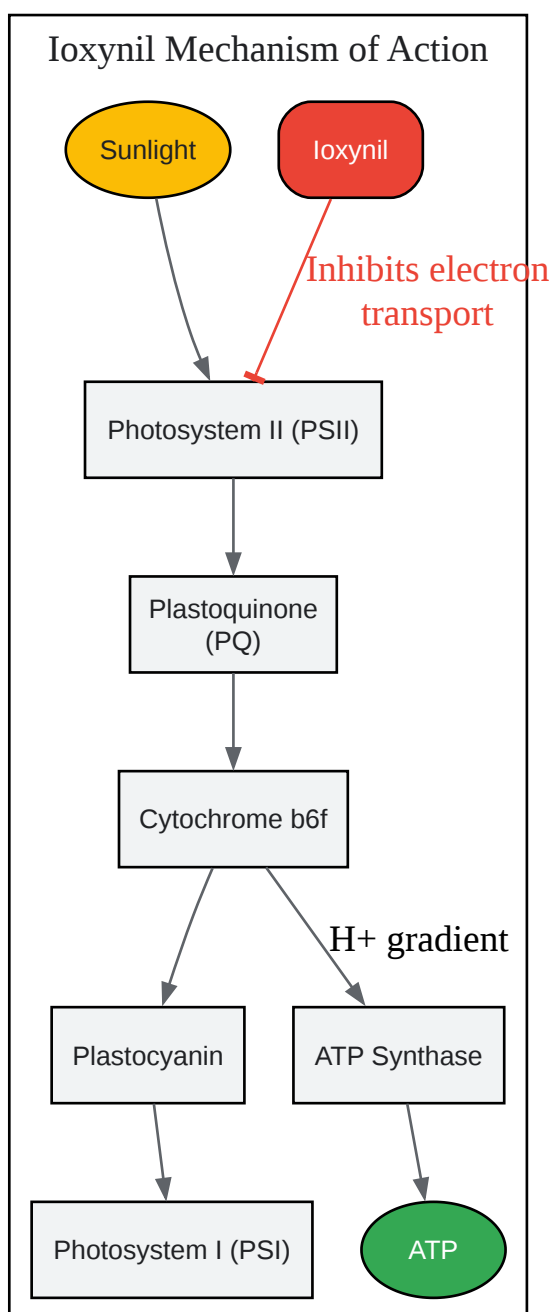 Ioxynil Mechanism of Action
Sunlight
Ioxynil
Inhibits electron
transport
Photosystem II (PSII)
Plastoquinone
(PQ)
Cytochrome b6f
H+ gradient
Plastocyanin
ATP Synthase
Photosystem I (PSI)
ATP